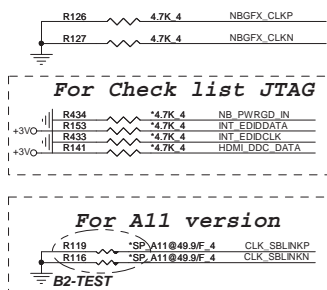 R126 4.7K_4 NBGFX_CLKP
R127 4.7K_4 NBGFX_CLKN
For Check list JTAG
R434 *4.7K_4 NB_PWRGD_IN
R153 *4.7K_4 INT_EDIDDATA
+3VO R433 *4.7K_4 INT_EDIDCLK
+3VO R141 *4.7K_4 HDMI_DDC_DATA
For A11 version
R119 *SP_A11@49.9/F_4 CLK_SBLINKP
R116 *SP_A11@49.9/F_4 CLK_SBLINKN
B2-TEST